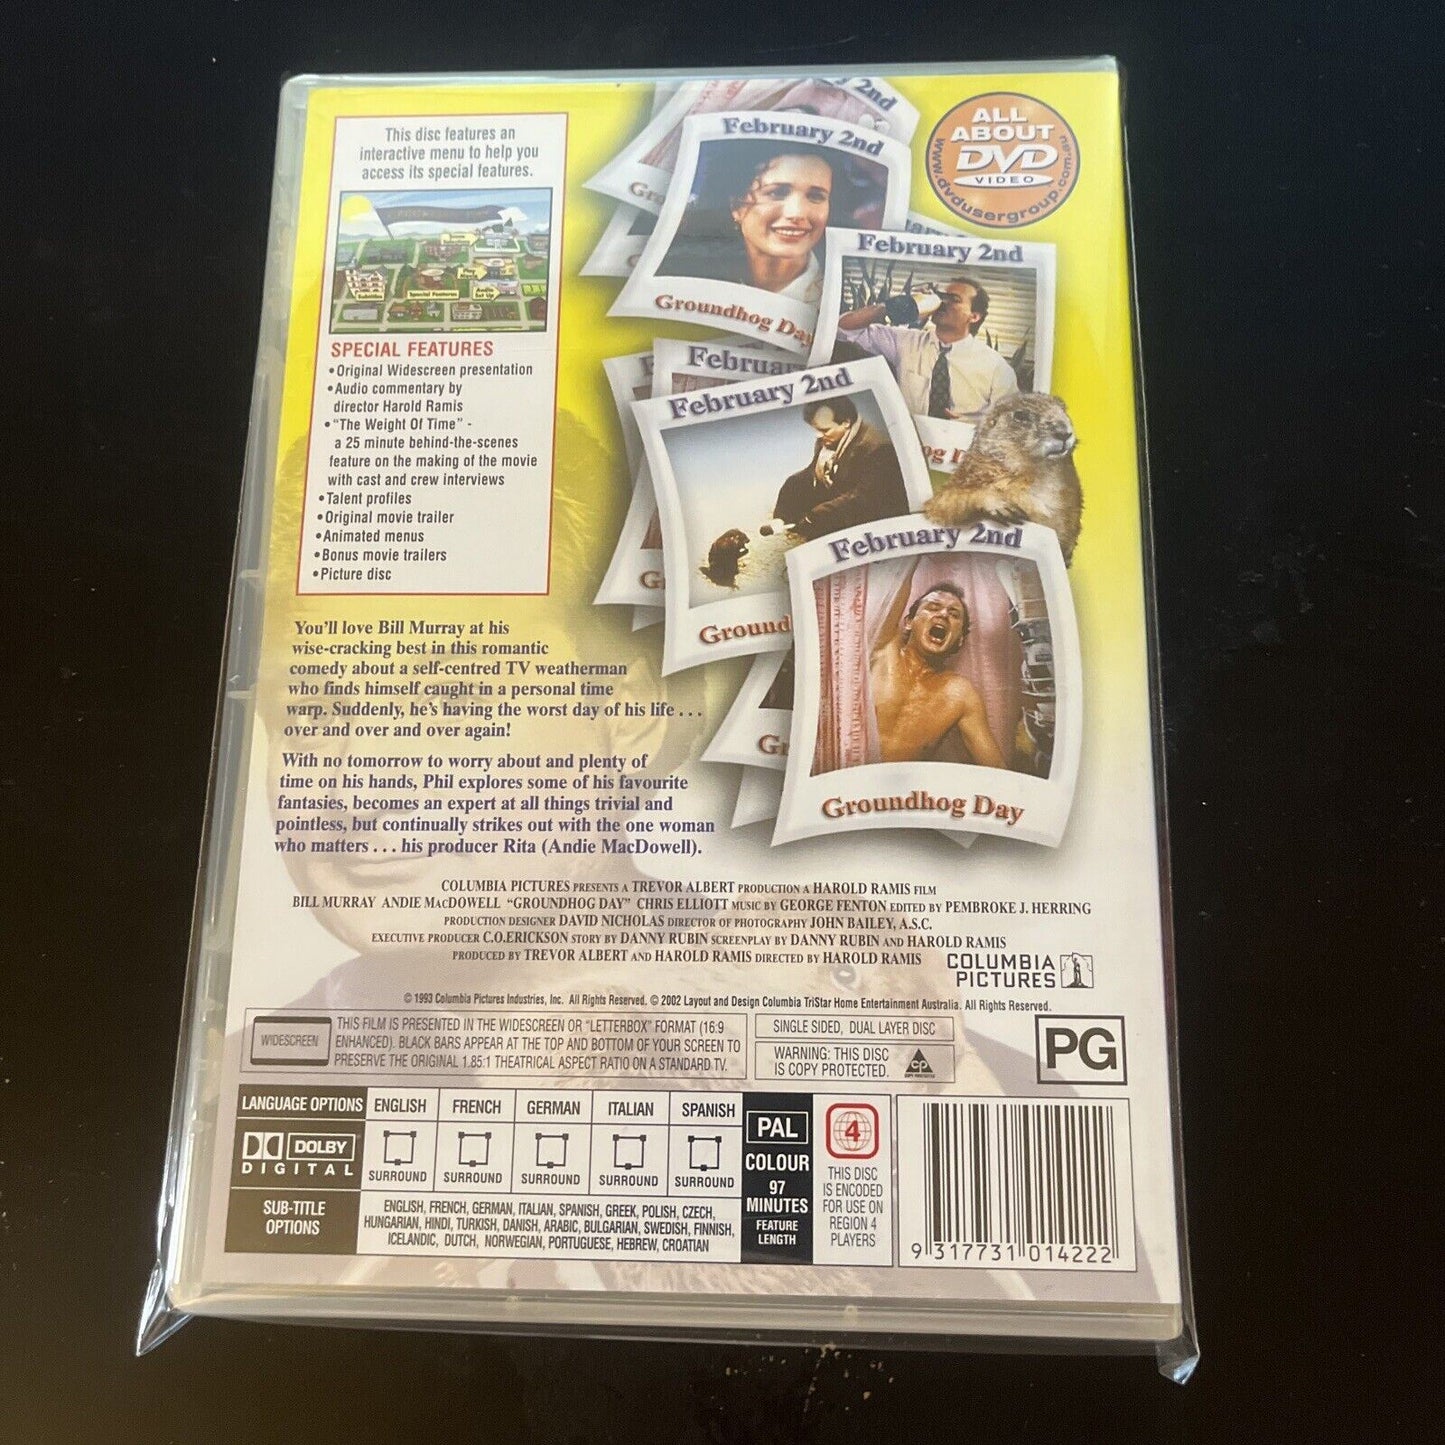 This disc features an
interactive menu to help you
access its special features.
Subtitles
Special Features
SPECIAL FEATURES
•Original Widescreen presentation
•Audio commentary by
director Harold Ramis
•"The Weight Of Time" -
a 25 minute behind-the-scenes
feature on the making of the movie
with cast and crew interviews
•Talent profiles
•Original movie trailer
•Animated menus
•Bonus movie trailers
•Picture disc
2nd
February 2nd
Groundhog Day
February 2nd
February 2nd
Groundhog Day
ALL
ABOUT
DVD
VIDEO
www.dvdusergroup.com.au
You'll love Bill Murray at his
wise-cracking best in this romantic
comedy about a self-centred TV weatherman
who finds himself caught in a personal time
warp. Suddenly, he's having the worst day of his life . . .
over and over and over again!
With no tomorrow to worry about and plenty of
time on his hands, Phil explores some of his favourite
fantasies, becomes an expert at all things trivial and
pointless, but continually strikes out with the one woman
who matters . . . his producer Rita (Andie MacDowell).
COLUMBIA PICTURES PRESENTS A TREVOR ALBERT PRODUCTION A HAROLD RAMIS FILM
BILL MURRAY ANDIE MACDOWELL "GROUNDHOG DAY" CHRIS ELLIOTT MUSIC BY GEORGE FENTON EDITED BY PEMBROKE J. HERRING
PRODUCTION DESIGNER DAVID NICHOLAS DIRECTOR OF PHOTOGRAPHY JOHN BAILEY, A.S.C.
EXECUTIVE PRODUCER C.O.ERICKSON STORY BY DANNY RUBIN SCREENPLAY BY DANNY RUBIN AND HAROLD RAMIS
PRODUCED BY TREVOR ALBERT AND HAROLD RAMIS DIRECTED BY HAROLD RAMIS
COLUMBIA
PICTURES
© 1993 Columbia Pictures Industries, Inc. All Rights Reserved. © 2002 Layout and Design Columbia TriStar Home Entertainment Australia. All Rights Reserved.
WIDESCREEN
THIS FILM IS PRESENTED IN THE WIDESCREEN OR "LETTERBOX" FORMAT (16:9
ENHANCED). BLACK BARS APPEAR AT THE TOP AND BOTTOM OF YOUR SCREEN TO
PRESERVE THE ORIGINAL 1.85:1 THEATRICAL ASPECT RATIO ON A STANDARD TV.
SINGLE SIDED, DUAL LAYER DISC
WARNING: THIS DISC
IS COPY PROTECTED.
CP
PG
LANGUAGE OPTIONS
ENGLISH FRENCH GERMAN ITALIAN SPANISH
DOLBY
DIGITAL
SURROUND SURROUND SURROUND SURROUND SURROUND
SUB-TITLE
OPTIONS
ENGLISH, FRENCH, GERMAN, ITALIAN, SPANISH, GREEK, POLISH, CZECH,
HUNGARIAN, HINDI, TURKISH, DANISH, ARABIC, BULGARIAN, SWEDISH, FINNISH,
ICELANDIC, DUTCH, NORWEGIAN, PORTUGUESE, HEBREW, CROATIAN
PAL
COLOUR
97
MINUTES
FEATURE
LENGTH
4
THIS DISC
IS ENCODED
FOR USE ON
REGION 4
PLAYERS
9 317731 014222